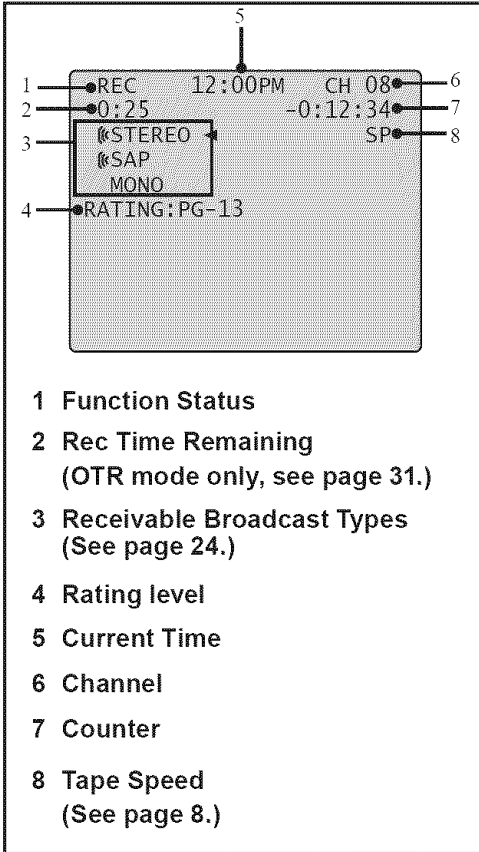 5
1 REC 12:00PM CH 08 6
2 0:25 -0:12:34 7
3 STEREO SP 8
SAP
MONO
4 RATING:PG-13
1 Function Status
2 Rec Time Remaining
(OTR mode only, see page 31.)
3 Receivable Broadcast Types
(See page 24.)
4 Rating level
5 Current Time
6 Channel
7 Counter
8 Tape Speed
(See page 8.)